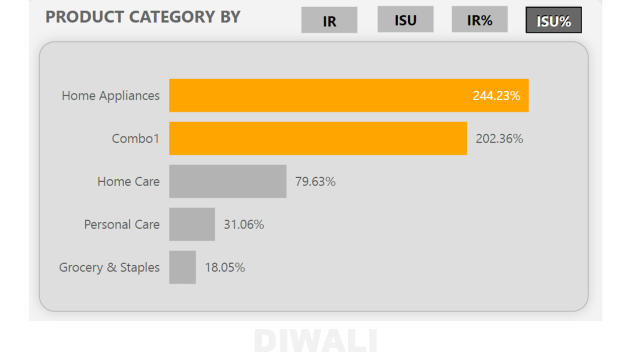 PRODUCT CATEGORY BY IR ISU IR% ISU%
Home Appliances 244.23%
Combo1 202.36%
Home Care 79.63%
Personal Care 31.06%
Grocery & Staples 18.05%
DIWALI